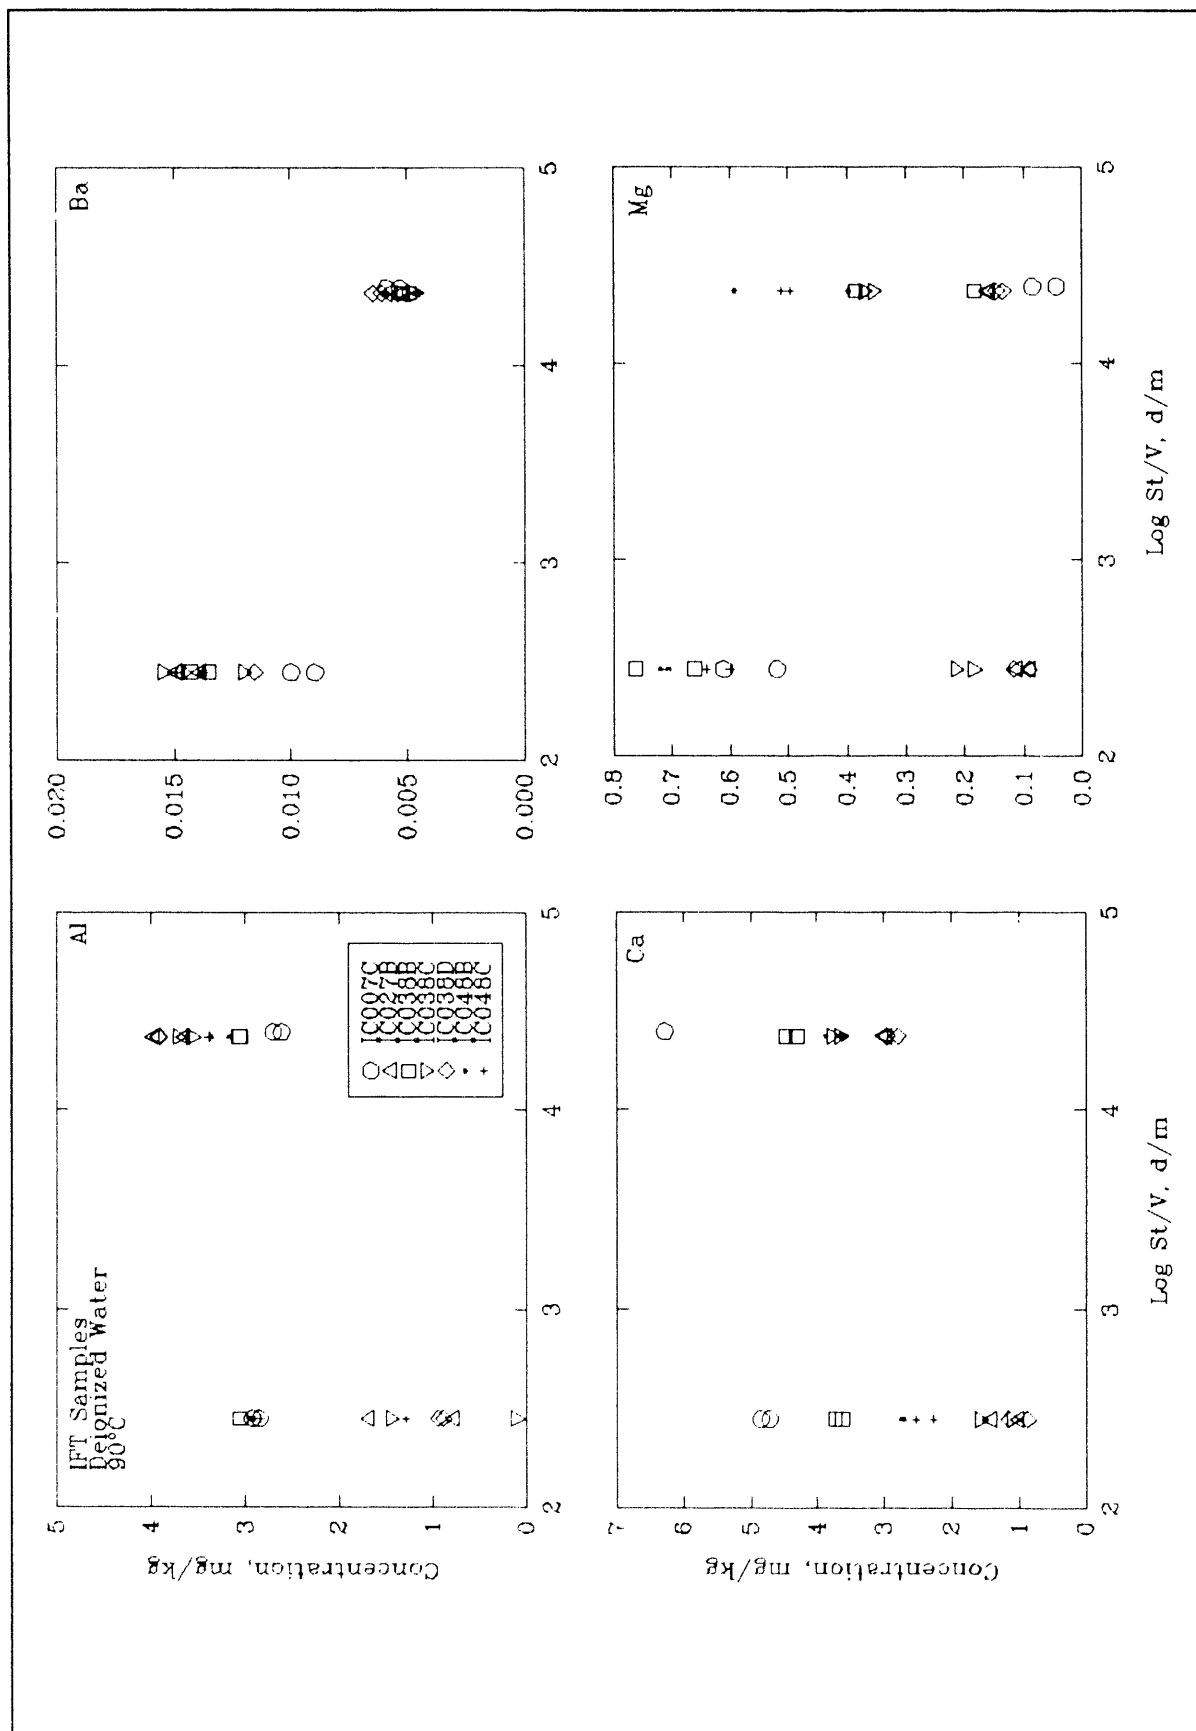 IFT Samples
Deionized Water
90°C
Al
5
4
3
2
1
0
2
3
4
5
Concentration, mg/kg
IC007C
IC027B
IC038B
IC038C
IC038D
IC048B
IC048C
Ba
0.020
0.015
0.010
0.005
0.000
2
3
4
5
Ca
7
6
5
4
3
2
1
0
2
3
4
5
Concentration, mg/kg
Log St/V, d/m
Mg
0.8
0.7
0.6
0.5
0.4
0.3
0.2
0.1
0.0
2
3
4
5
Log St/V, d/m